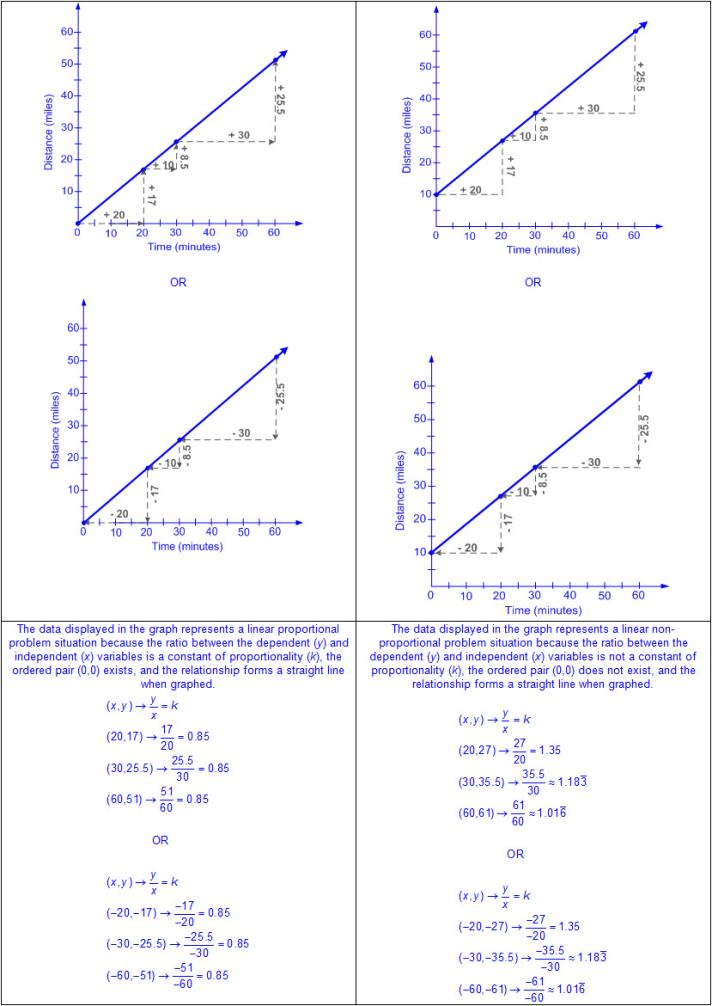 60
50
40
30
20
10
Distance (miles)
+ 25.5
+ 30
+ 8.5
+ 10
+ 17
+ 20
0 10 20 30 40 50 60
Time (minutes)
OR
60
50
40
30
20
10
0
Distance (miles)
- 25.5
- 30
- 8.5
- 10
- 17
- 20
0 10 20 30 40 50 60
Time (minutes)
60
50
40
30
20
10
Distance (miles)
+ 25.5
+ 30
+ 8.5
+ 10
+ 17
+ 20
0 10 20 30 40 50 60
Time (minutes)
OR
60
50
40
30
20
10
Distance (miles)
- 25.5
- 30
- 8.5
- 10
- 17
- 20
0 10 20 30 40 50 60
Time (minutes)
The data displayed in the graph represents a linear proportional
problem situation because the ratio between the dependent (y) and
independent (x) variables is a constant of proportionality (k), the
ordered pair (0,0) exists, and the relationship forms a straight line
when graphed.
(x,y) → y/x = k
(20,17) → 17/20 = 0.85
(30,25.5) → 25.5/30 = 0.85
(60,51) → 51/60 = 0.85
OR
(x,y) → y/x = k
(−20,−17) → −17/−20 = 0.85
(−30,−25.5) → −25.5/−30 = 0.85
(−60,−51) → −51/−60 = 0.85
The data displayed in the graph represents a linear non-
proportional problem situation because the ratio between the
dependent (y) and independent (x) variables is not a constant of
proportionality (k), the ordered pair (0,0) does not exist, and the
relationship forms a straight line when graphed.
(x,y) → y/x = k
(20,27) → 27/20 = 1.35
(30,35.5) → 35.5/30 ≈ 1.183̅
(60,61) → 61/60 ≈ 1.016̅
OR
(x,y) → y/x = k
(−20,−27) → −27/−20 = 1.35
(−30,−35.5) → −35.5/−30 ≈ 1.183̅
(−60,−61) → −61/−60 ≈ 1.016̅